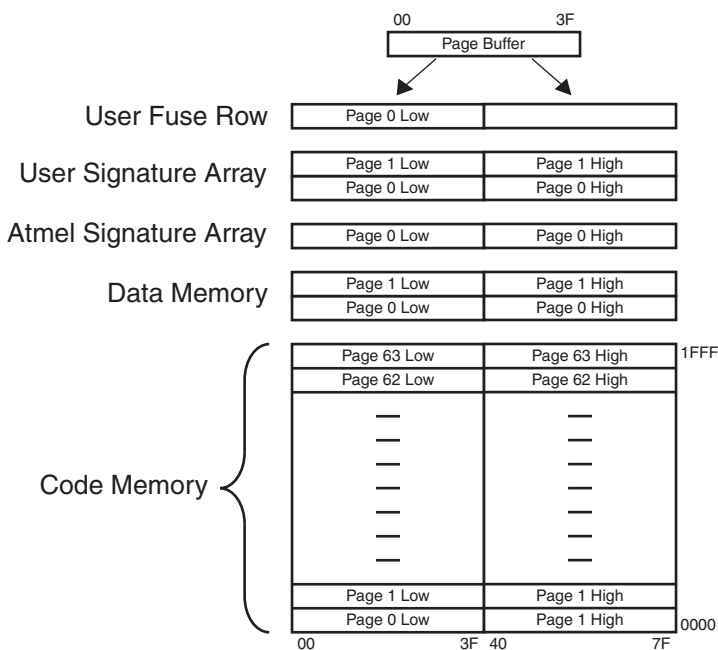 00 3F
Page Buffer
User Fuse Row Page 0 Low
User Signature Array
Page 1 Low Page 1 High
Page 0 Low Page 0 High
Atmel Signature Array Page 0 Low Page 0 High
Data Memory
Page 1 Low Page 1 High
Page 0 Low Page 0 High
Code Memory
Page 63 Low Page 63 High 1FFF
Page 62 Low Page 62 High
Page 1 Low Page 1 High
Page 0 Low Page 1 High 0000
00 3F 40 7F